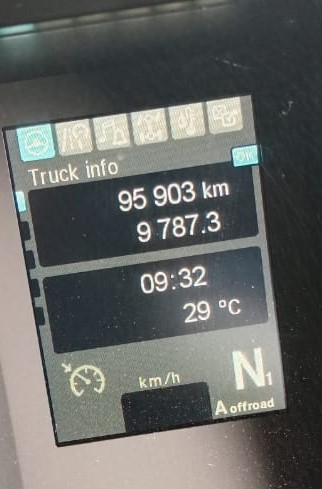 OK
Truck info
95 903 km
9 787.3
09:32
29 °C
km/h
N1
A offroad